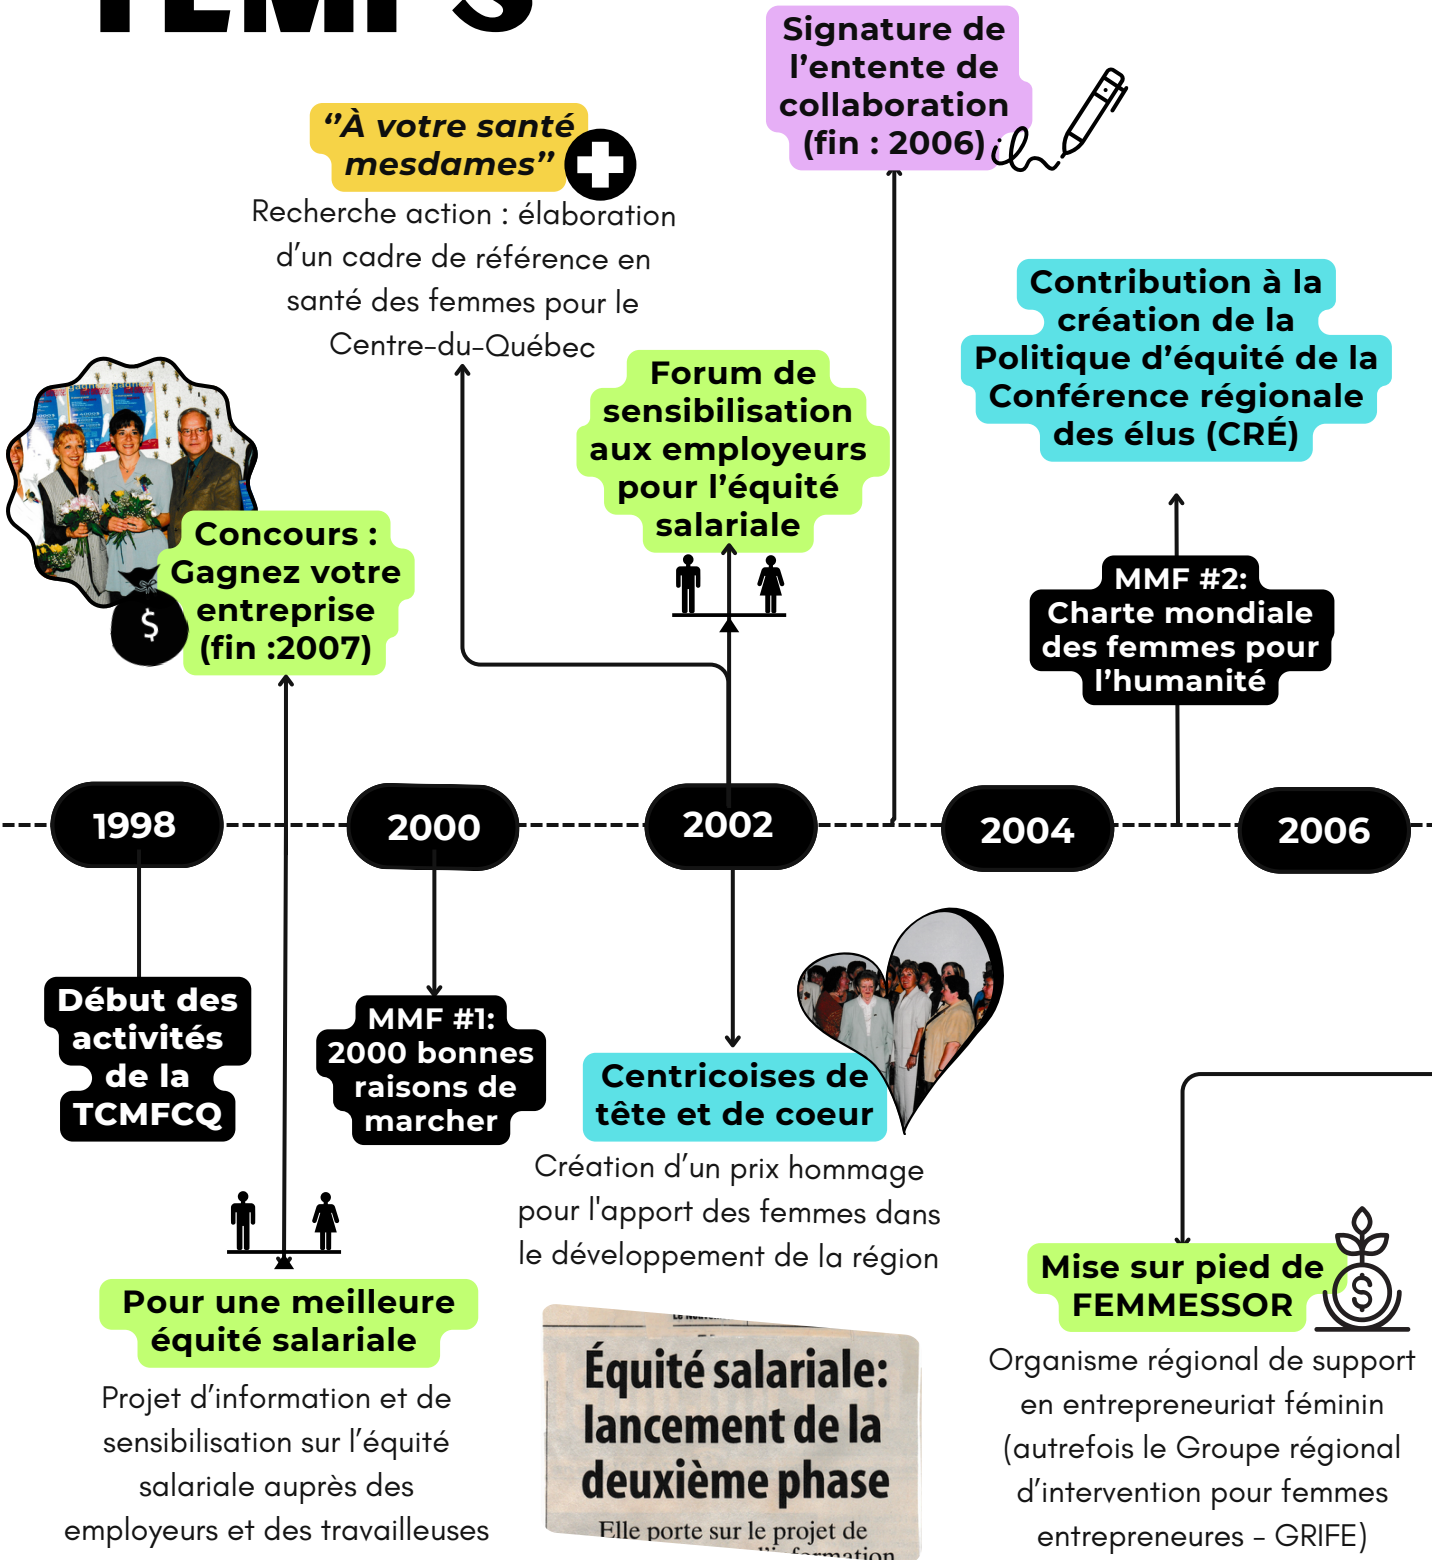 TEMPS
Signature de
l'entente de
collaboration
(fin : 2006)
‘’À votre santé
mesdames’’
Recherche action : élaboration
d'un cadre de référence en
santé des femmes pour le
Centre-du-Québec
Contribution à la
création de la
Politique d'équité de la
Conférence régionale
des élus (CRÉ)
Forum de
sensibilisation
aux employeurs
pour l'équité
salariale
Concours :
Gagnez votre
entreprise
(fin :2007)
$
MMF #2:
Charte mondiale
des femmes pour
l'humanité
1998
2000
2002
2004
2006
Début des
activités
de la
TCMFCQ
MMF #1:
2000 bonnes
raisons de
marcher
Centricoises de
tête et de coeur
Création d'un prix hommage
pour l'apport des femmes dans
le développement de la région
Pour une meilleure
équité salariale
Projet d'information et de
sensibilisation sur l'équité
salariale auprès des
employeurs et des travailleuses
Équité salariale:
lancement de la
deuxième phase
Elle porte sur le projet de
Mise sur pied de
FEMMESSOR
$
Organisme régional de support
en entrepreneuriat féminin
(autrefois le Groupe régional
d'intervention pour femmes
entrepreneures - GRIFE)